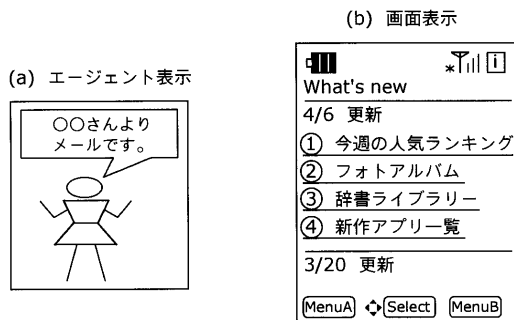 (a) エージェント表示
○○さんより
メールです。
(b) 画面表示
What's new
4/6 更新
① 今週の人気ランキング
② フォトアルバム
③ 辞書ライブラリー
④ 新作アプリ一覧
3/20 更新
MenuA Select MenuB